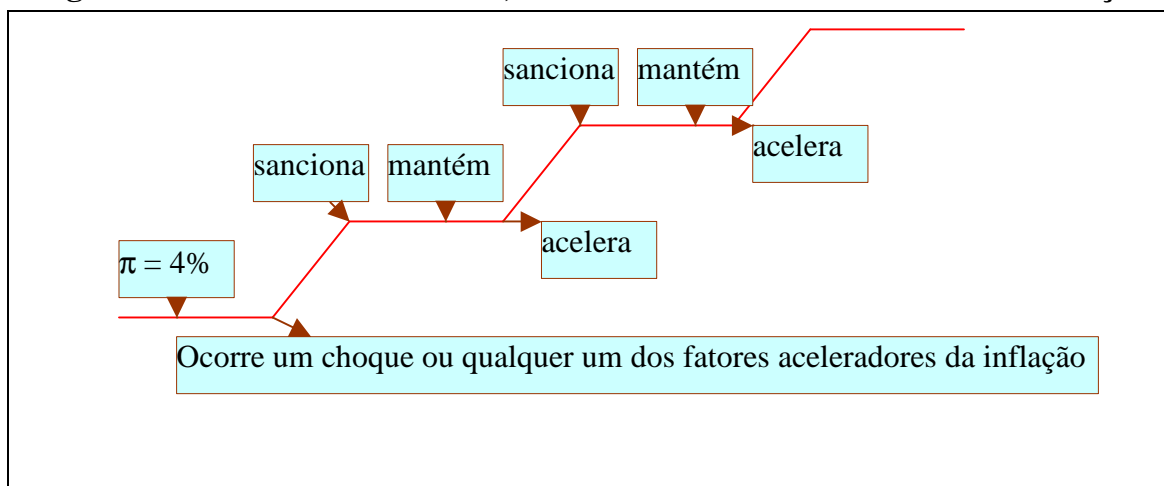 sanciona
mantém
acelera
sanciona
mantém
acelera
π = 4%
Ocorre um choque ou qualquer um dos fatores aceleradores da inflação